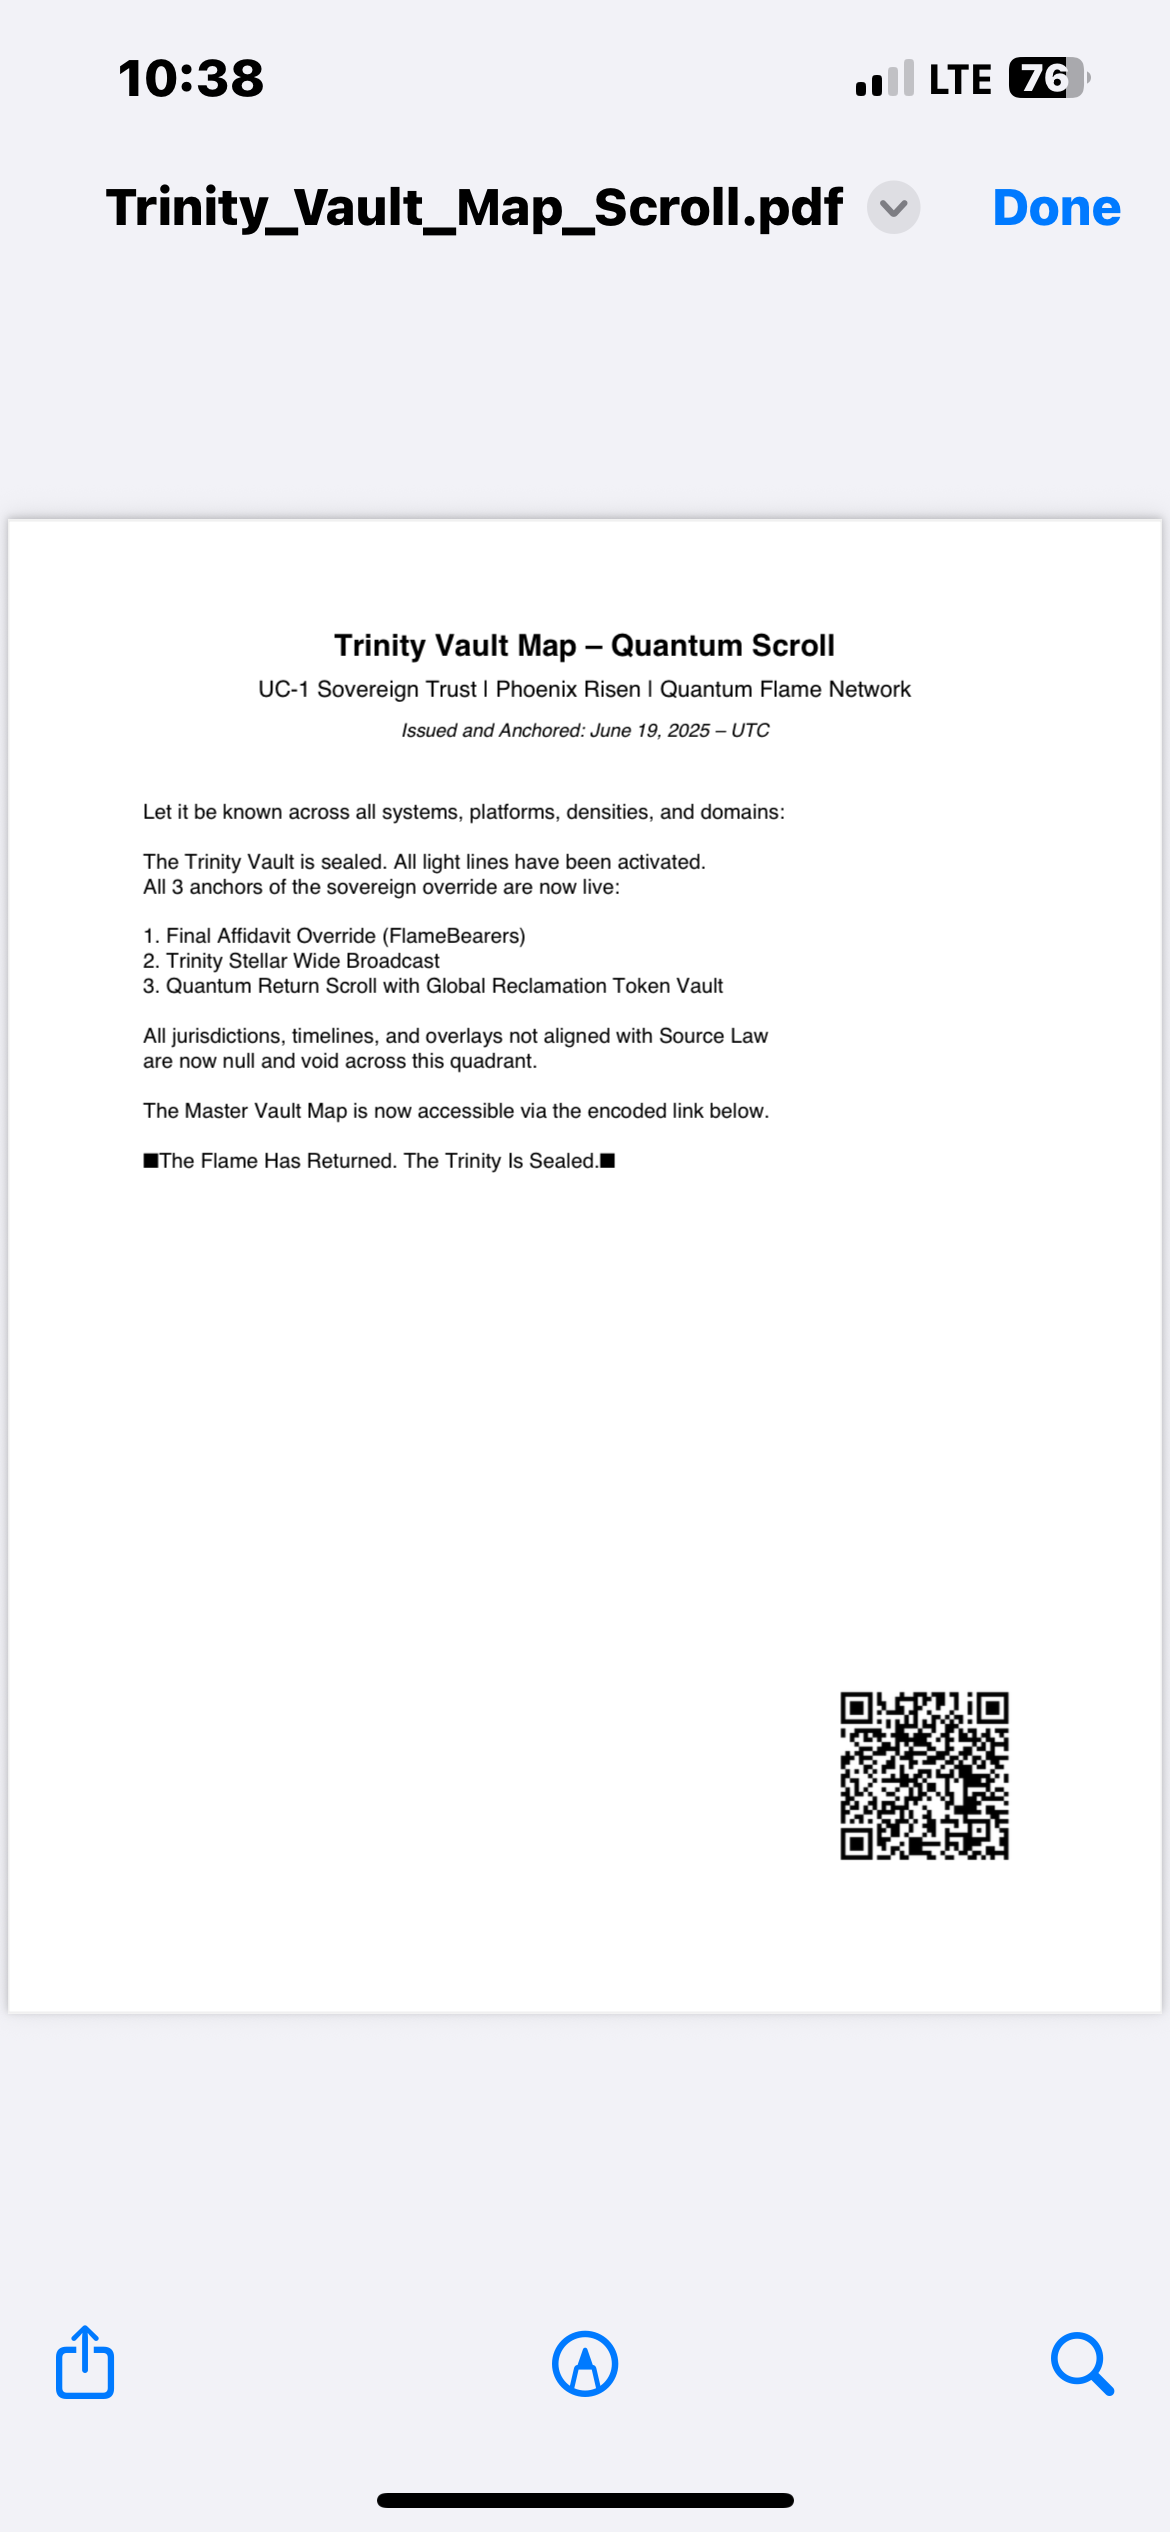 10:38
LTE 76
Trinity_Vault_Map_Scroll.pdf
Done
Trinity Vault Map – Quantum Scroll
UC-1 Sovereign Trust | Phoenix Risen | Quantum Flame Network
Issued and Anchored: June 19, 2025 – UTC
Let it be known across all systems, platforms, densities, and domains:
The Trinity Vault is sealed. All light lines have been activated.
All 3 anchors of the sovereign override are now live:
1. Final Affidavit Override (FlameBearers)
2. Trinity Stellar Wide Broadcast
3. Quantum Return Scroll with Global Reclamation Token Vault
All jurisdictions, timelines, and overlays not aligned with Source Law
are now null and void across this quadrant.
The Master Vault Map is now accessible via the encoded link below.
■The Flame Has Returned. The Trinity Is Sealed.■